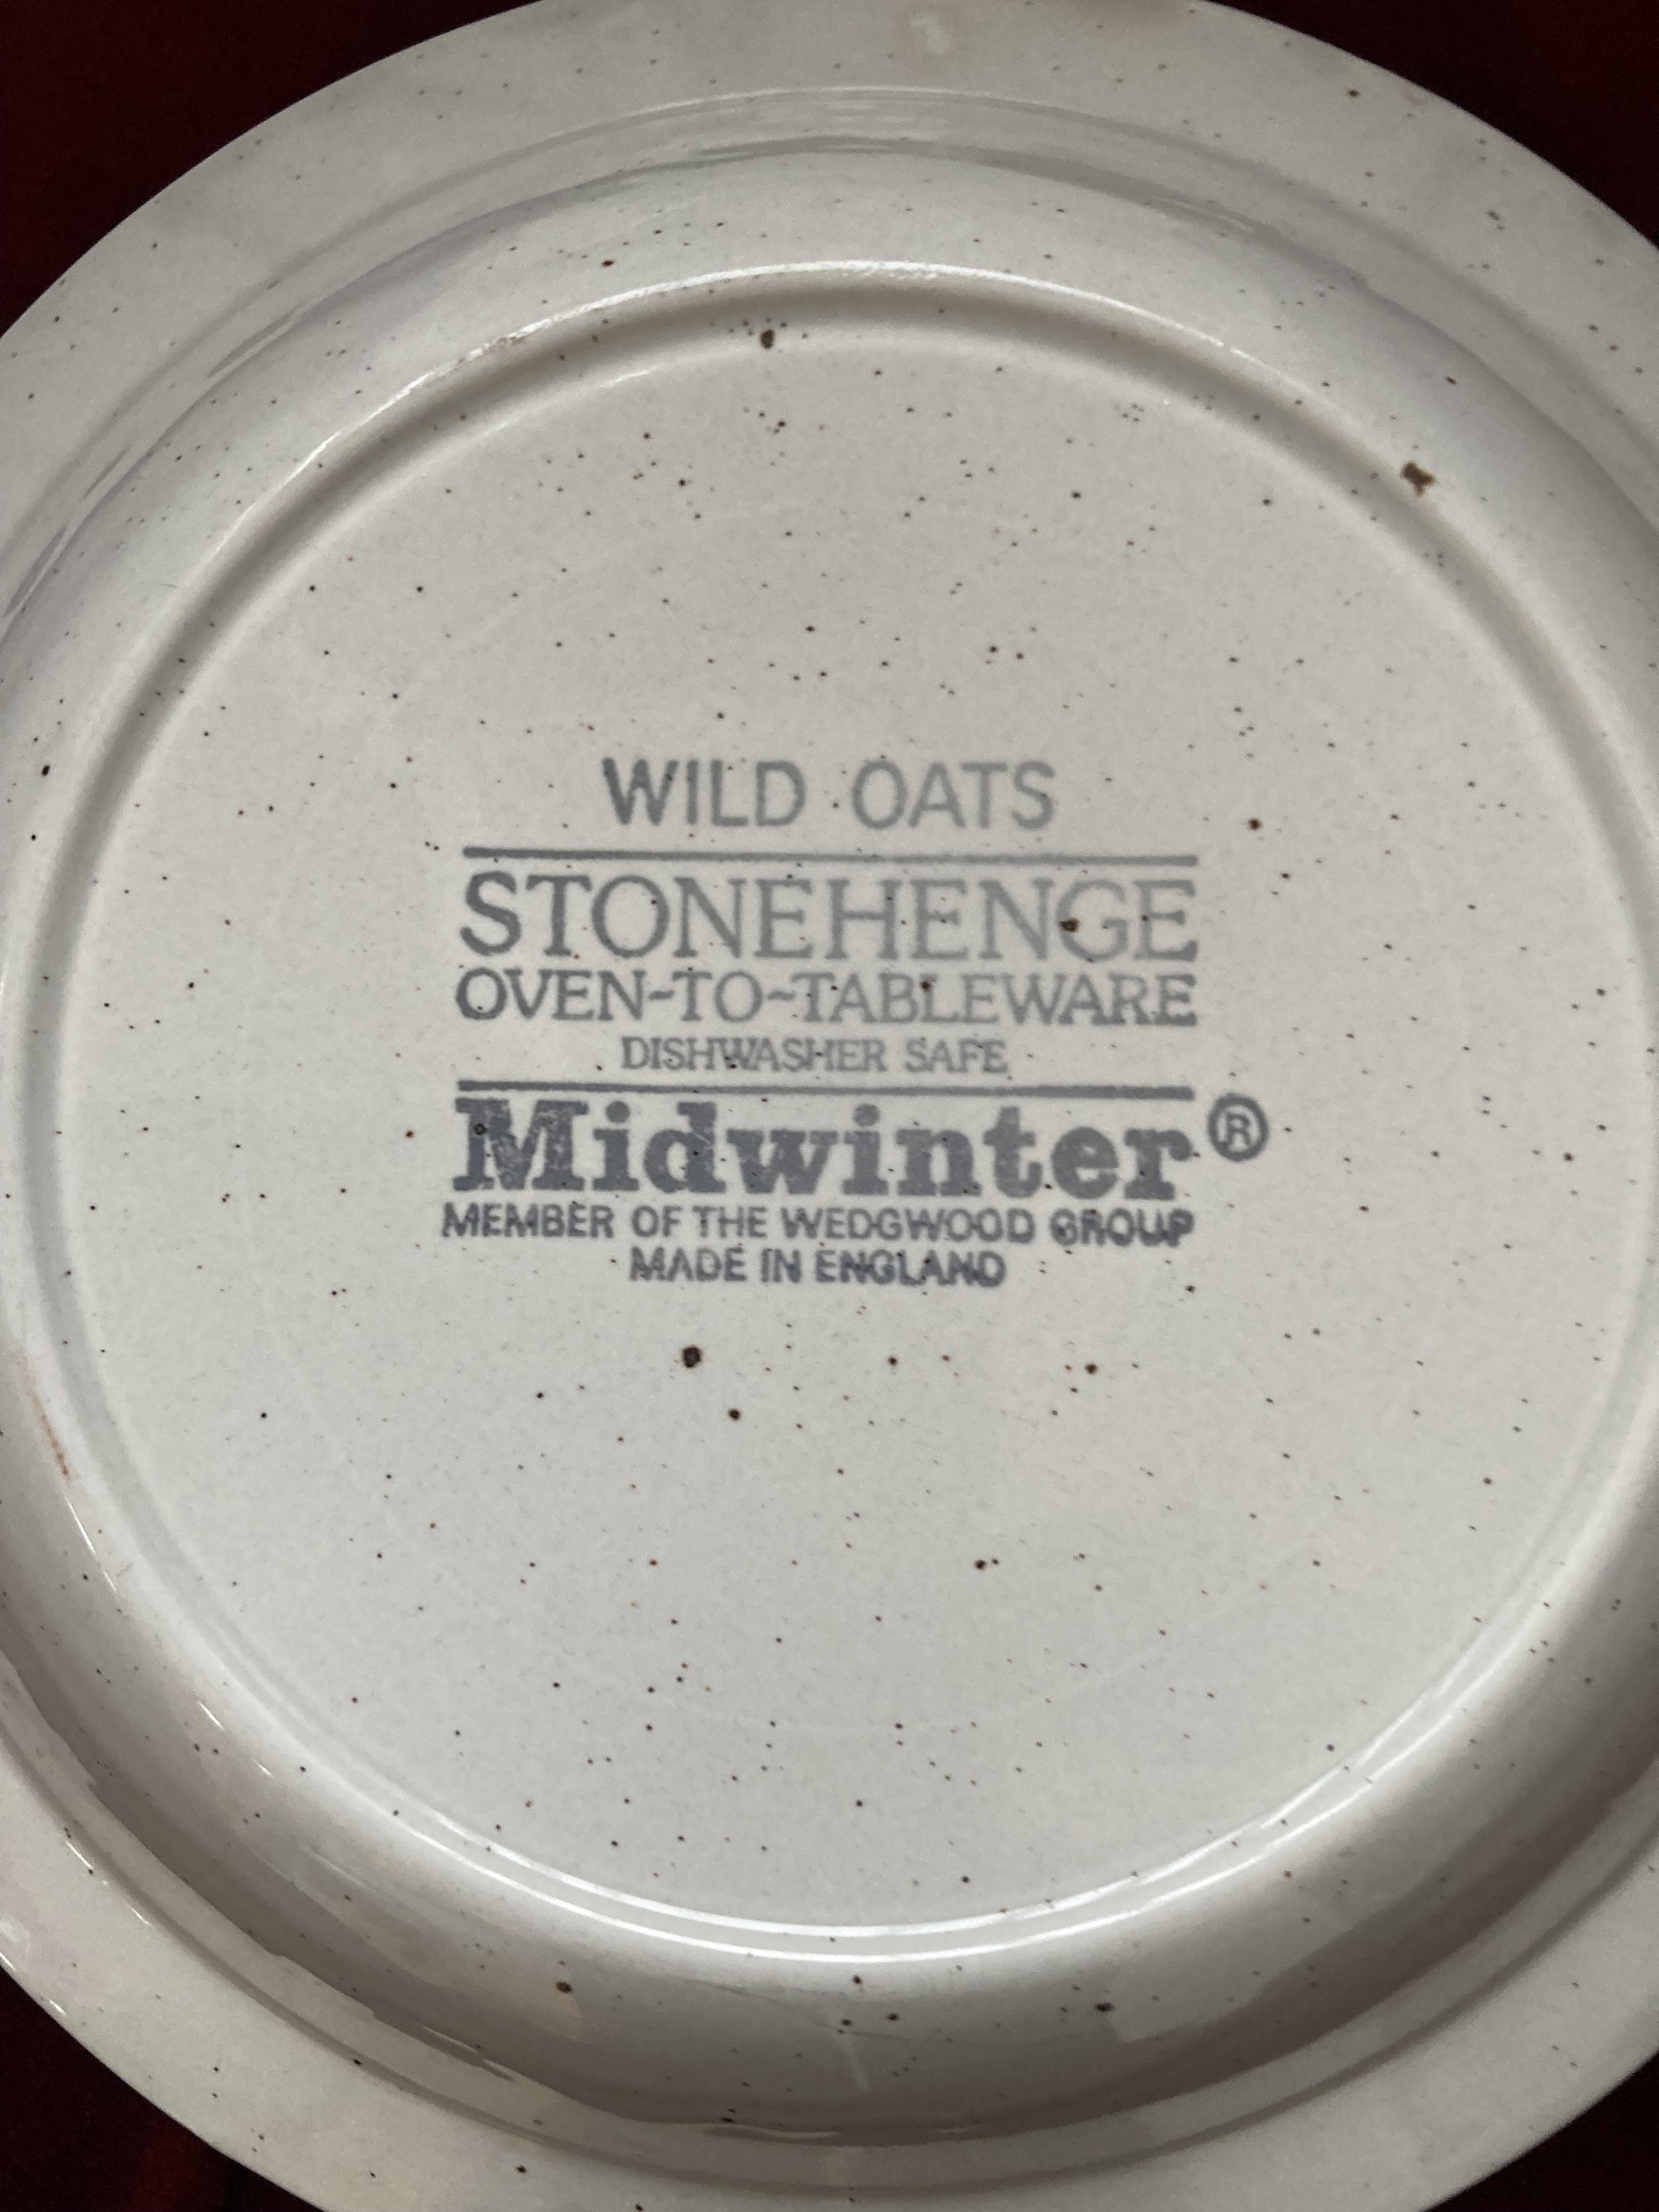 WILD OATS
STONEHENGE
OVEN-TO-TABLEWARE
DISHWASHER SAFE
Midwinter®
MEMBER OF THE WEDGWOOD GROUP
MADE IN ENGLAND